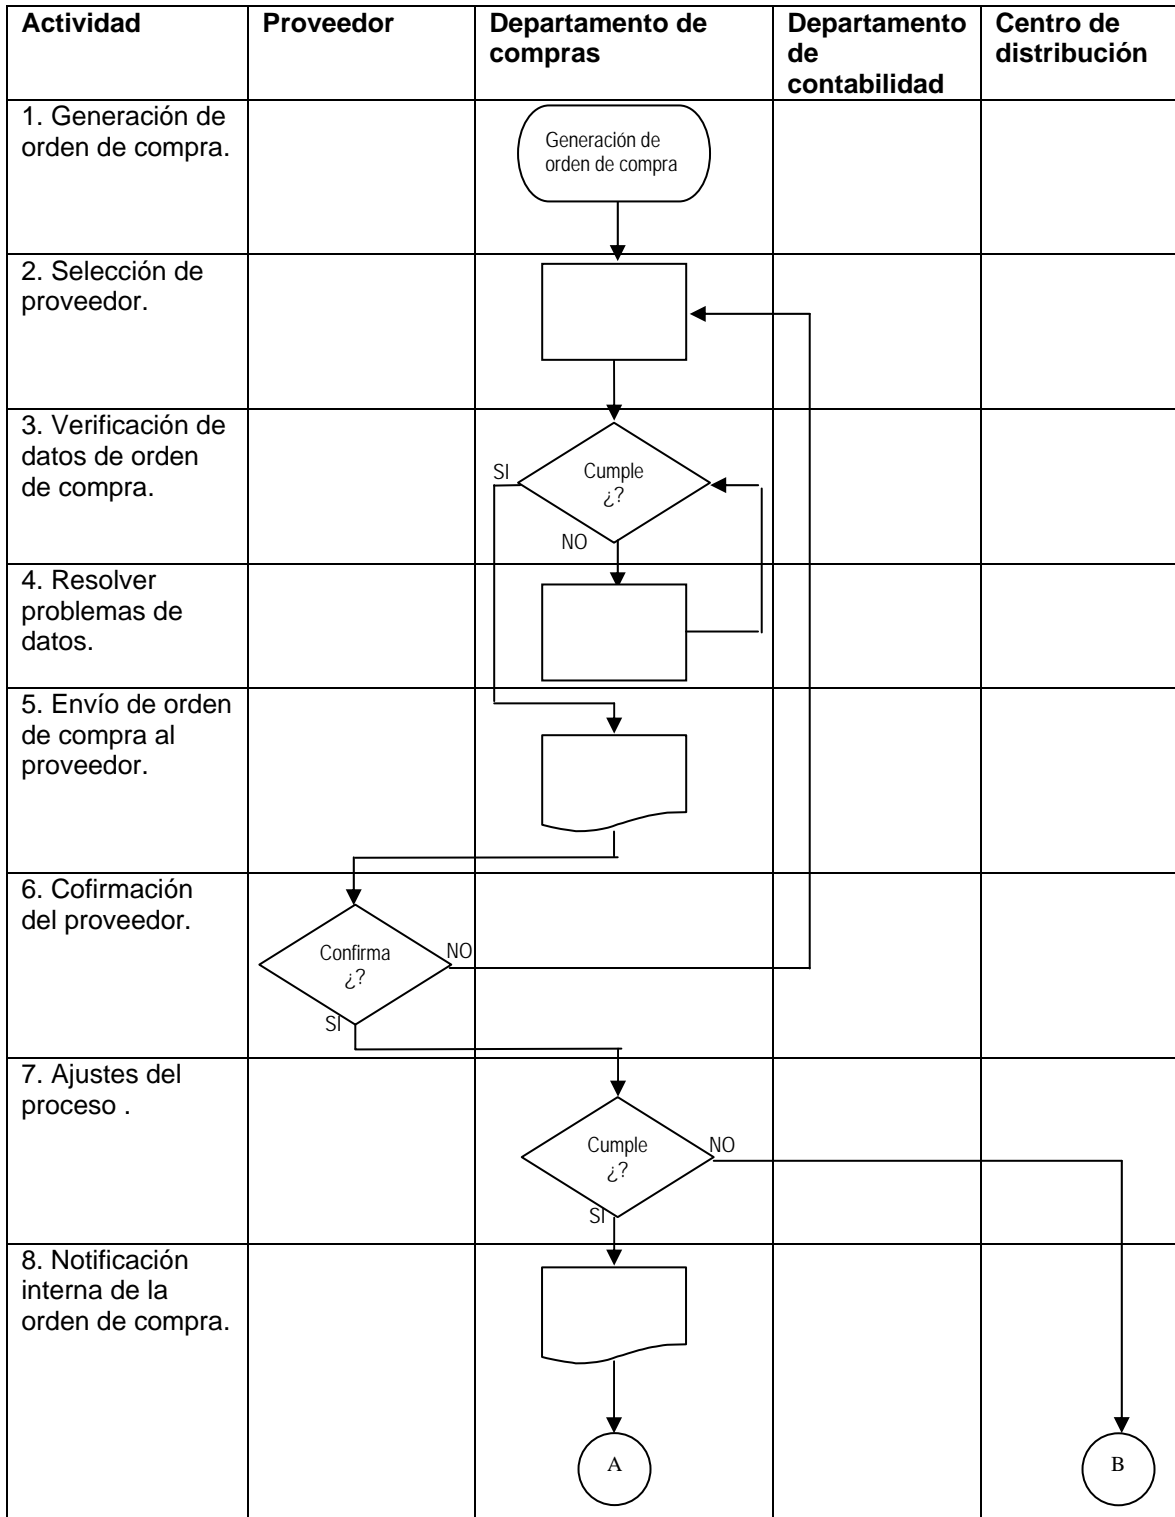 Actividad
Proveedor
Departamento de
compras
Departamento
de
contabilidad
Centro de
distribución
1. Generación de
orden de compra.
Generación de
orden de compra
2. Selección de
proveedor.
3. Verificación de
datos de orden
de compra.
SI
Cumple
¿?
NO
4. Resolver
problemas de
datos.
5. Envío de orden
de compra al
proveedor.
6. Cofirmación
del proveedor.
Confirma
¿?
NO
SI
7. Ajustes del
proceso .
Cumple
¿?
NO
SI
8. Notificación
interna de la
orden de compra.
A
B